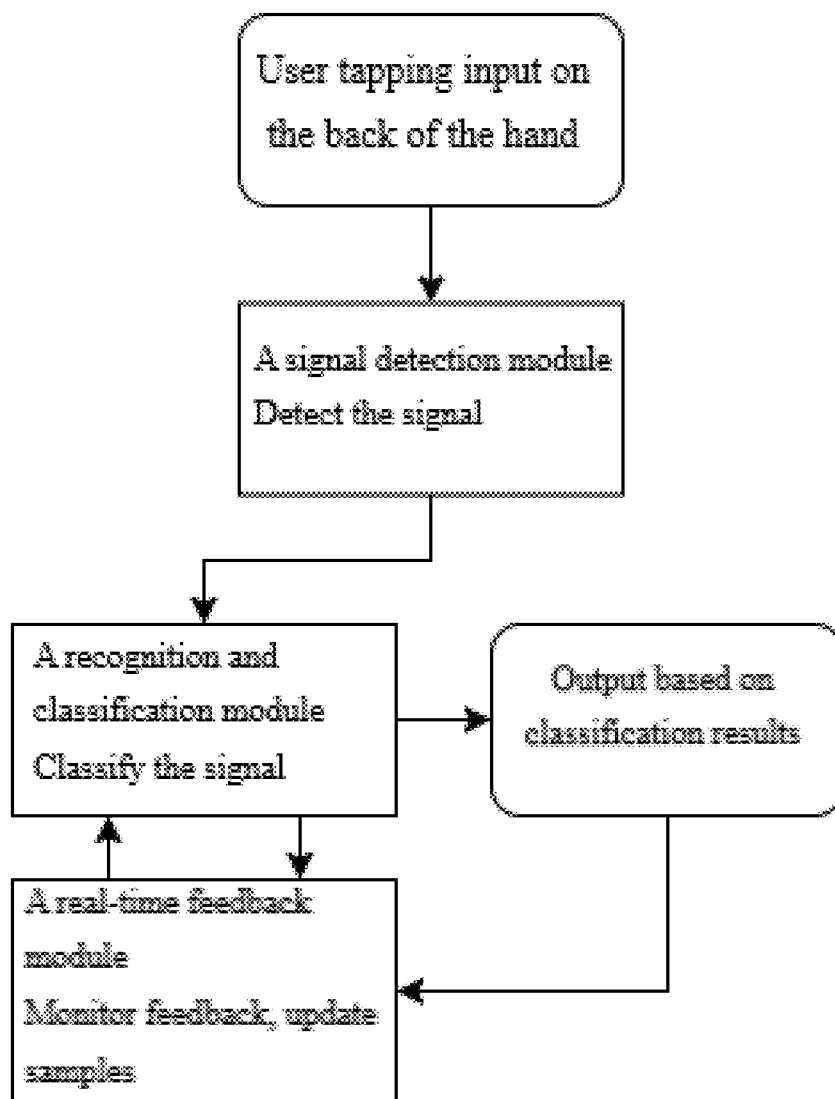 User tapping input on
the back of the hand
A signal detection module
Detect the signal
A recognition and
classification module
Classify the signal
Output based on
classification results
A real-time feedback
module
Monitor feedback, update
samples